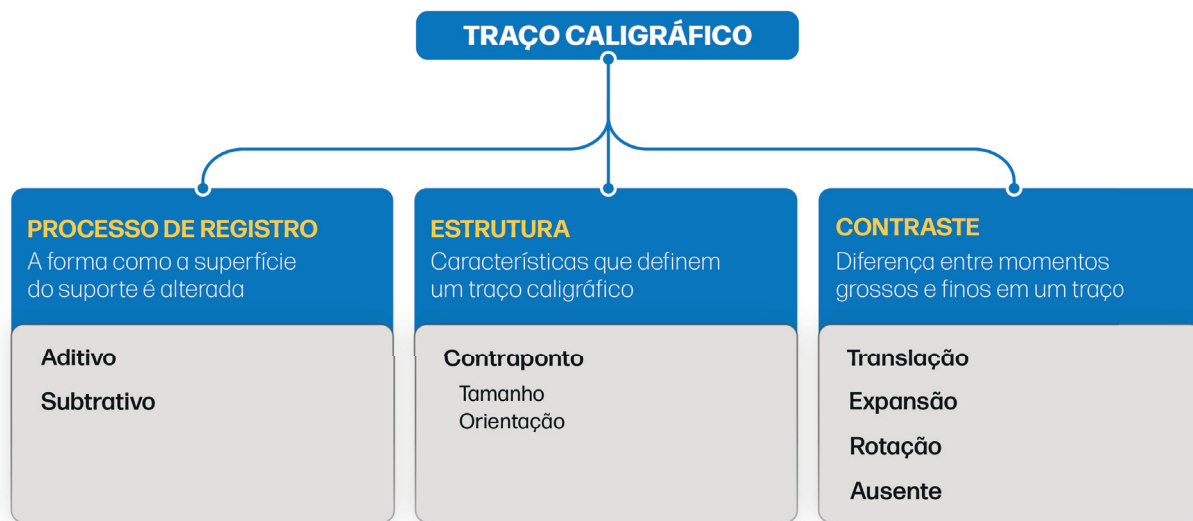 TRAÇO CALIGRÁFICO
PROCESSO DE REGISTRO
A forma como a superfície
do suporte é alterada
Aditivo
Subtrativo
ESTRUTURA
Características que definem
um traço caligráfico
Contraponto
Tamanho
Orientação
CONTRASTE
Diferença entre momentos
grossos e finos em um traço
Translação
Expansão
Rotação
Ausente